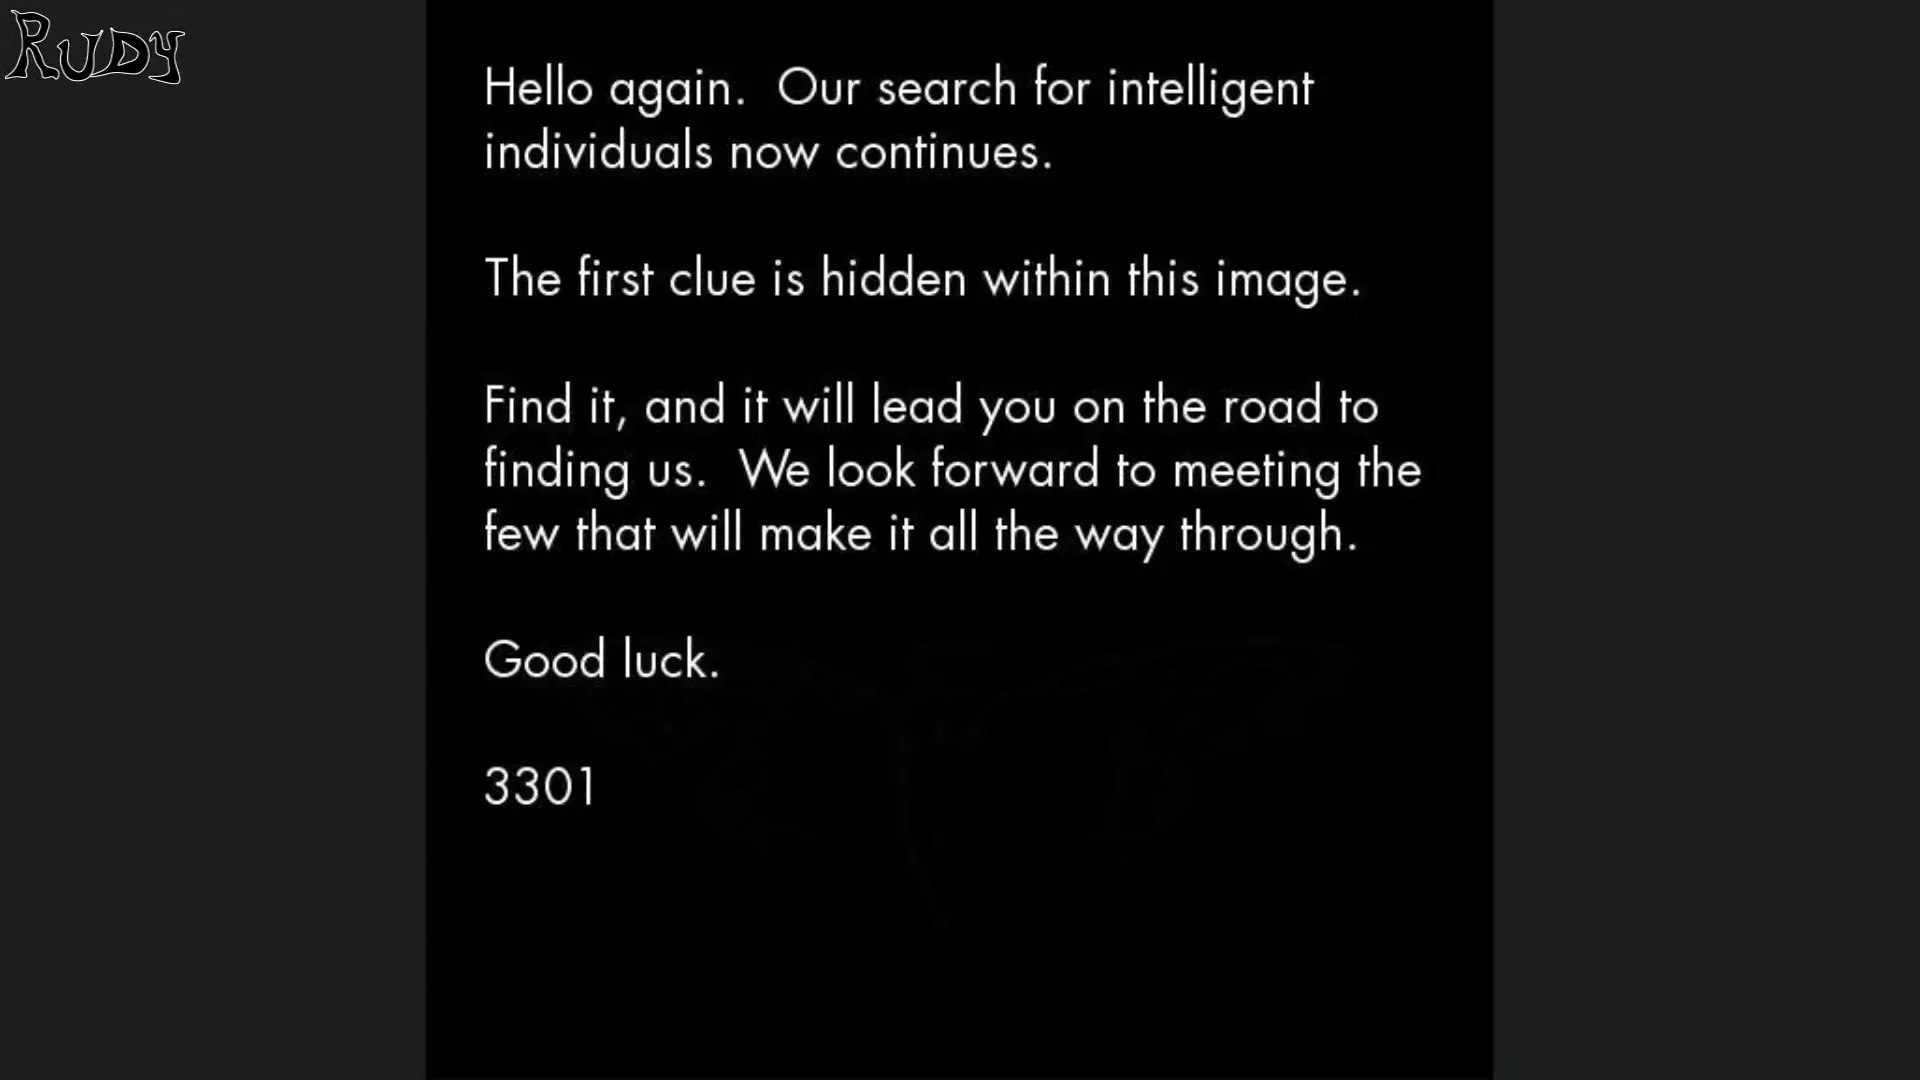 RUDY
Hello again.  Our search for intelligent
individuals now continues.
The first clue is hidden within this image.
Find it, and it will lead you on the road to
finding us.  We look forward to meeting the
few that will make it all the way through.
Good luck.
3301